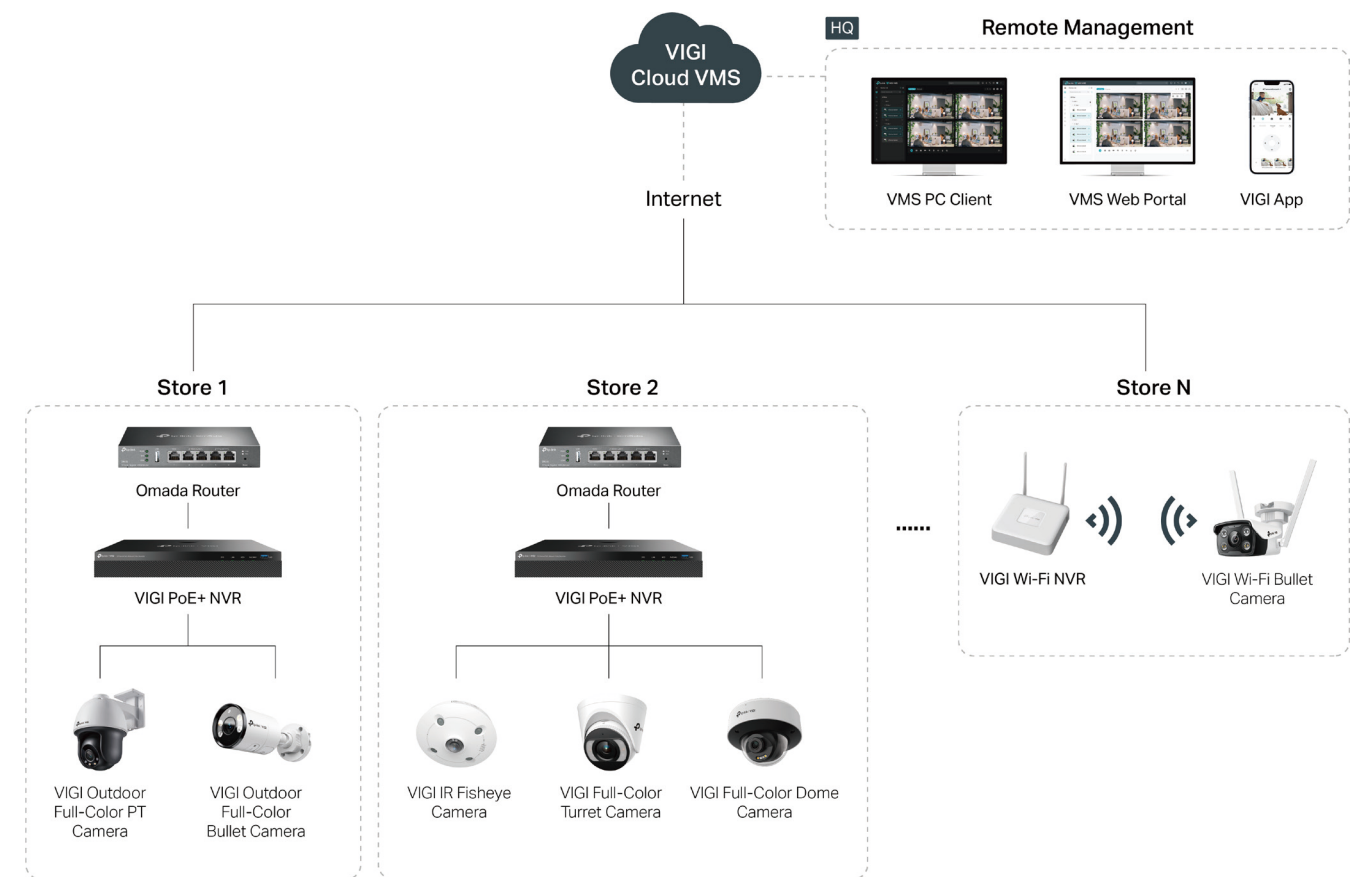 VIGI
Cloud VMS
HQ
Remote Management
VMS PC Client
VMS Web Portal
VIGI App
Internet
Store 1
Store 2
Store N
Omada Router
Omada Router
......
VIGI PoE+ NVR
VIGI PoE+ NVR
VIGI Wi-Fi NVR
VIGI Wi-Fi Bullet
Camera
VIGI Outdoor
Full-Color PT
Camera
VIGI Outdoor
Full-Color
Bullet Camera
VIGI IR Fisheye
Camera
VIGI Full-Color
Turret Camera
VIGI Full-Color Dome
Camera